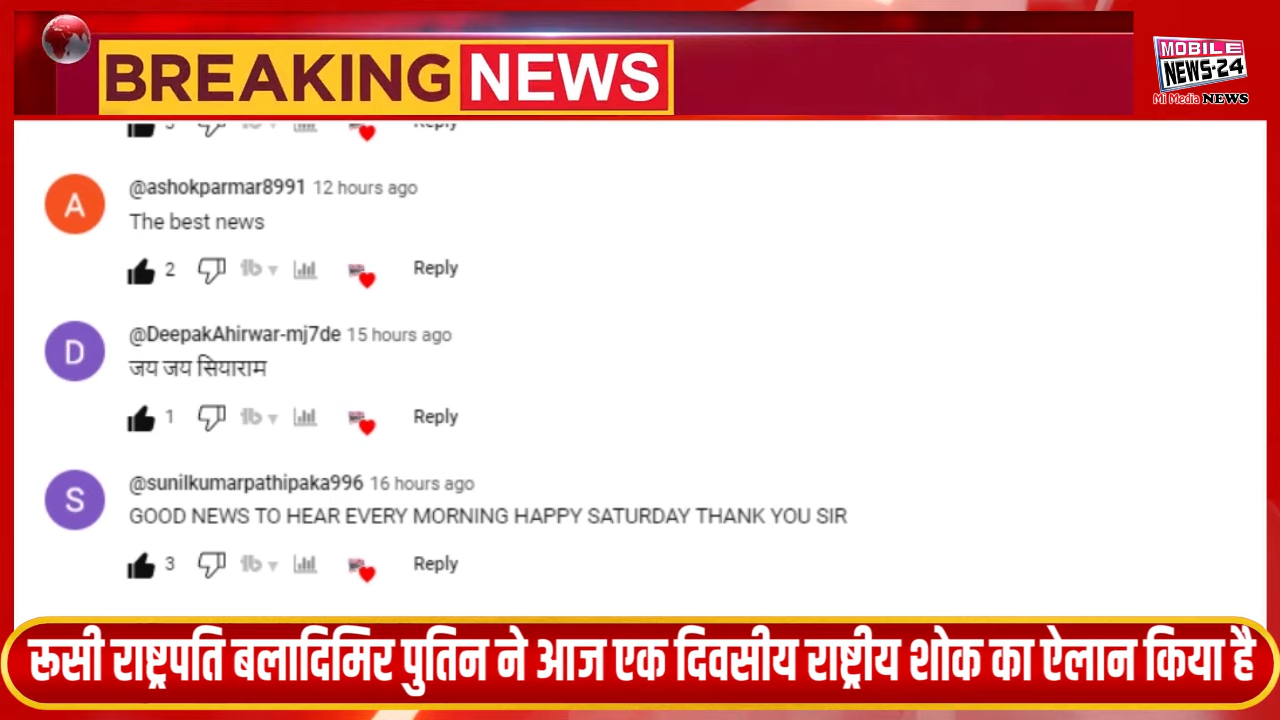 BREAKING NEWS
MOBILE
NEWS-24
Mi Media NEWS
Reply
@ashokparmar8991 12 hours ago
A
The best news
2 Reply
@DeepakAhirwar-mj7de 15 hours ago
D
जय जय सियाराम
1 Reply
@sunilkumarpathipaka996 16 hours ago
S
GOOD NEWS TO HEAR EVERY MORNING HAPPY SATURDAY THANK YOU SIR
3 Reply
रूसी राष्ट्रपति बलादिमिर पुतिन ने आज एक दिवसीय राष्ट्रीय शोक का ऐलान किया है